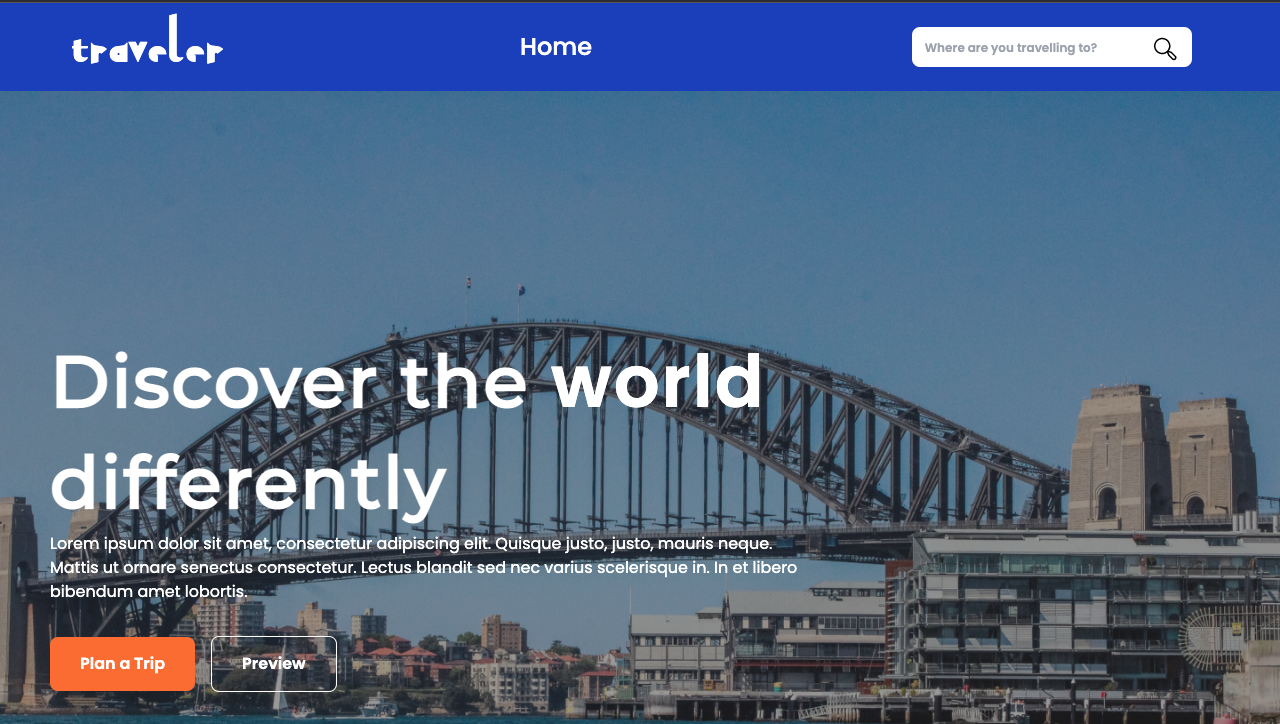 traveler
Home
Where are you travelling to?
Discover the world
differently
Lorem ipsum dolor sit amet, consectetur adipiscing elit. Quisque justo, justo, mauris neque.
Mattis ut ornare senectus consectetur. Lectus blandit sed nec varius scelerisque in. In et libero
bibendum amet lobortis.
Plan a Trip
Preview